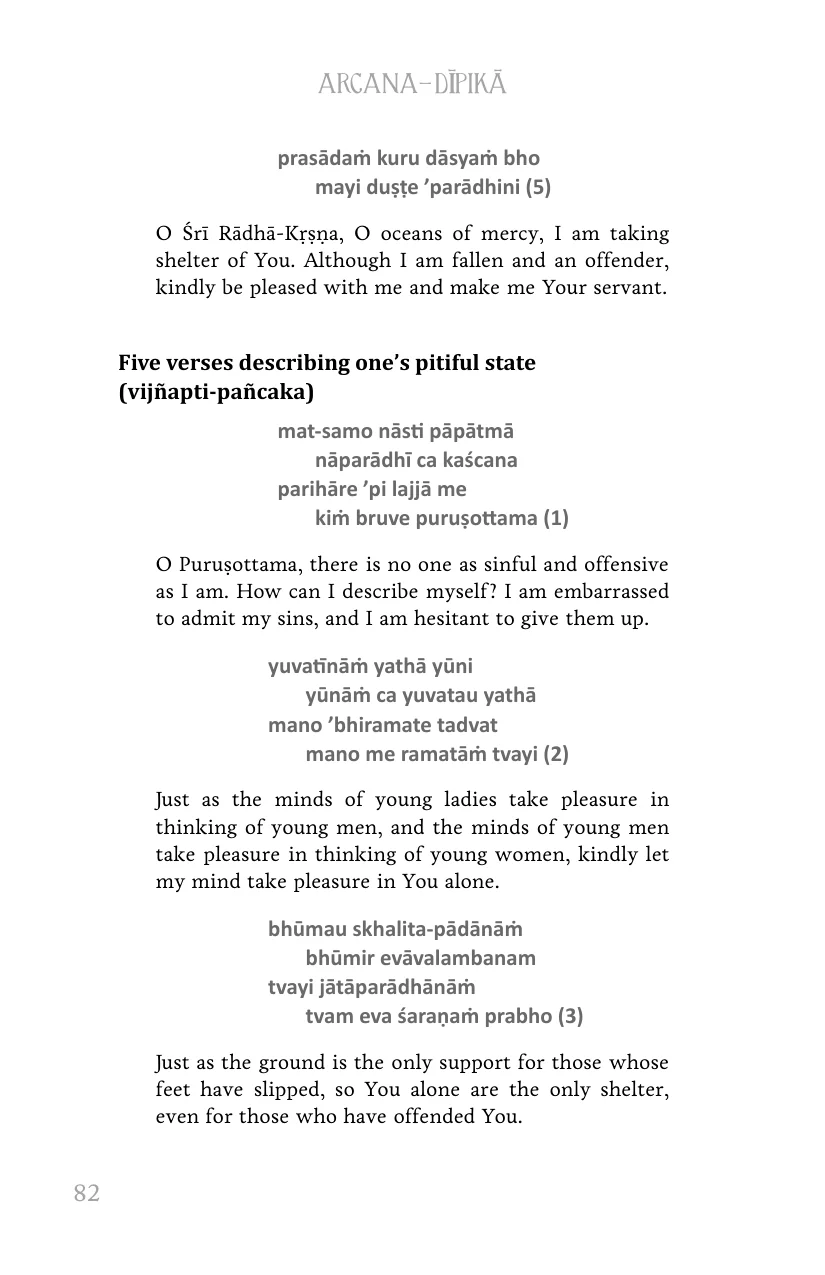 ARCANA–DĪPIKĀ
prasādaṁ kuru dāsyaṁ bho
mayi duṣṭe ’parādhini (5)
O Śrī Rādhā-Kṛṣṇa, O oceans of mercy, I am taking
shelter of You. Although I am fallen and an offender,
kindly be pleased with me and make me Your servant.
Five verses describing one’s pitiful state
(vijñapti-pañcaka)
mat-samo nāsti pāpātmā
nāparādhī ca kaścana
parihāre ’pi lajjā me
kiṁ bruve puruṣottama (1)
O Puruṣottama, there is no one as sinful and offensive
as I am. How can I describe myself? I am embarrassed
to admit my sins, and I am hesitant to give them up.
yuvatīnāṁ yathā yūni
yūnāṁ ca yuvatau yathā
mano ’bhiramate tadvat
mano me ramatāṁ tvayi (2)
Just as the minds of young ladies take pleasure in
thinking of young men, and the minds of young men
take pleasure in thinking of young women, kindly let
my mind take pleasure in You alone.
bhūmau skhalita-pādānāṁ
bhūmir evāvalambanam
tvayi jātāparādhānāṁ
tvam eva śaraṇaṁ prabho (3)
Just as the ground is the only support for those whose
feet have slipped, so You alone are the only shelter,
even for those who have offended You.
82